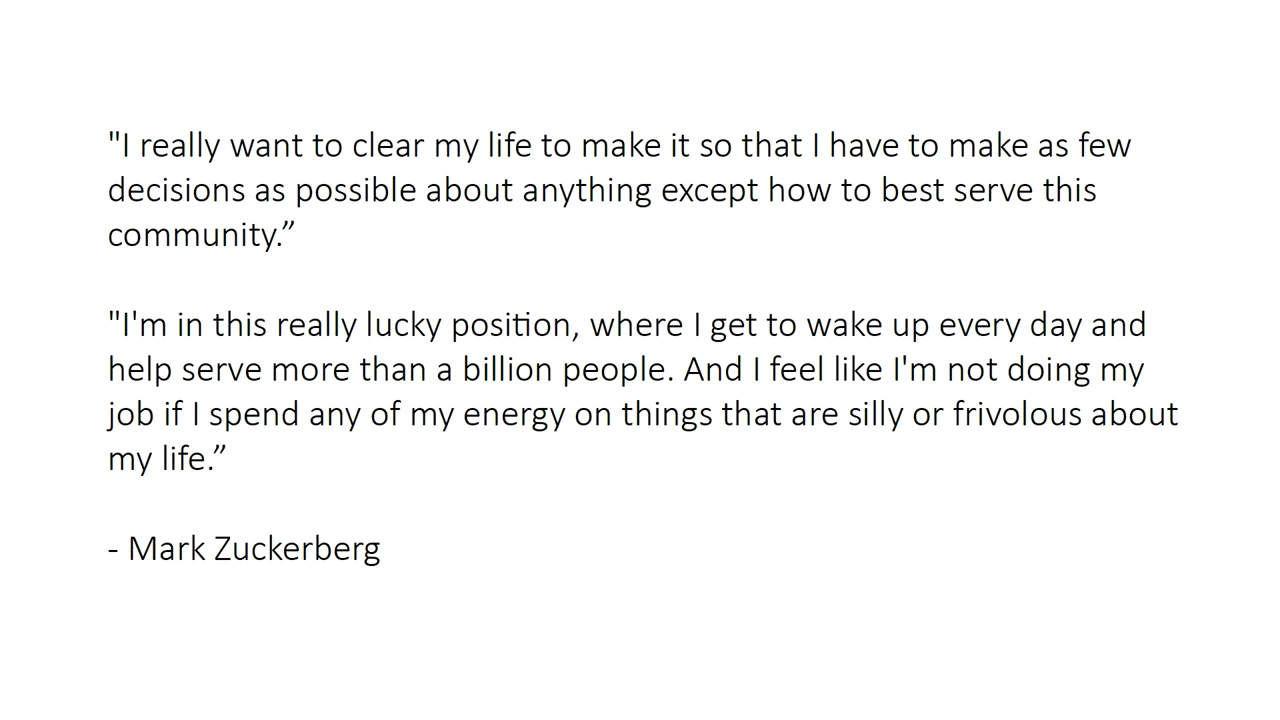 "I really want to clear my life to make it so that I have to make as few
decisions as possible about anything except how to best serve this
community.”
"I'm in this really lucky position, where I get to wake up every day and
help serve more than a billion people. And I feel like I'm not doing my
job if I spend any of my energy on things that are silly or frivolous about
my life.”
- Mark Zuckerberg